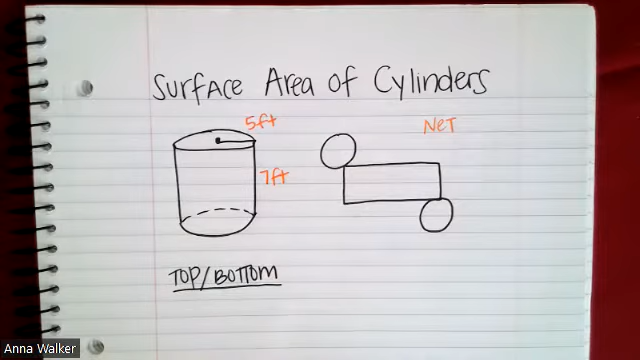 Surface Area of Cylinders
5ft
NeT
7ft
TOP/BOTTOM
Anna Walker